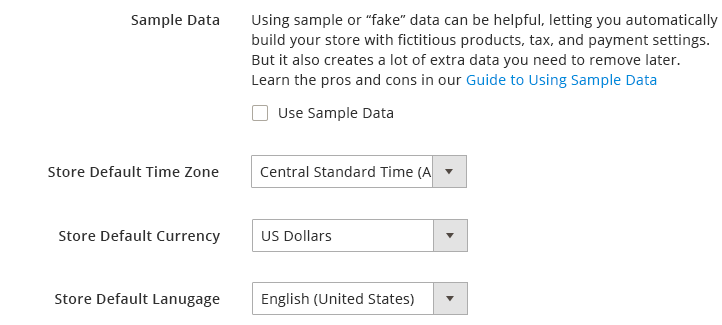 Sample Data
Using sample or “fake” data can be helpful, letting you automatically
build your store with fictitious products, tax, and payment settings.
But it also creates a lot of extra data you need to remove later.
Learn the pros and cons in our Guide to Using Sample Data
Use Sample Data
Store Default Time Zone
Central Standard Time (A
Store Default Currency
US Dollars
Store Default Lanugage
English (United States)